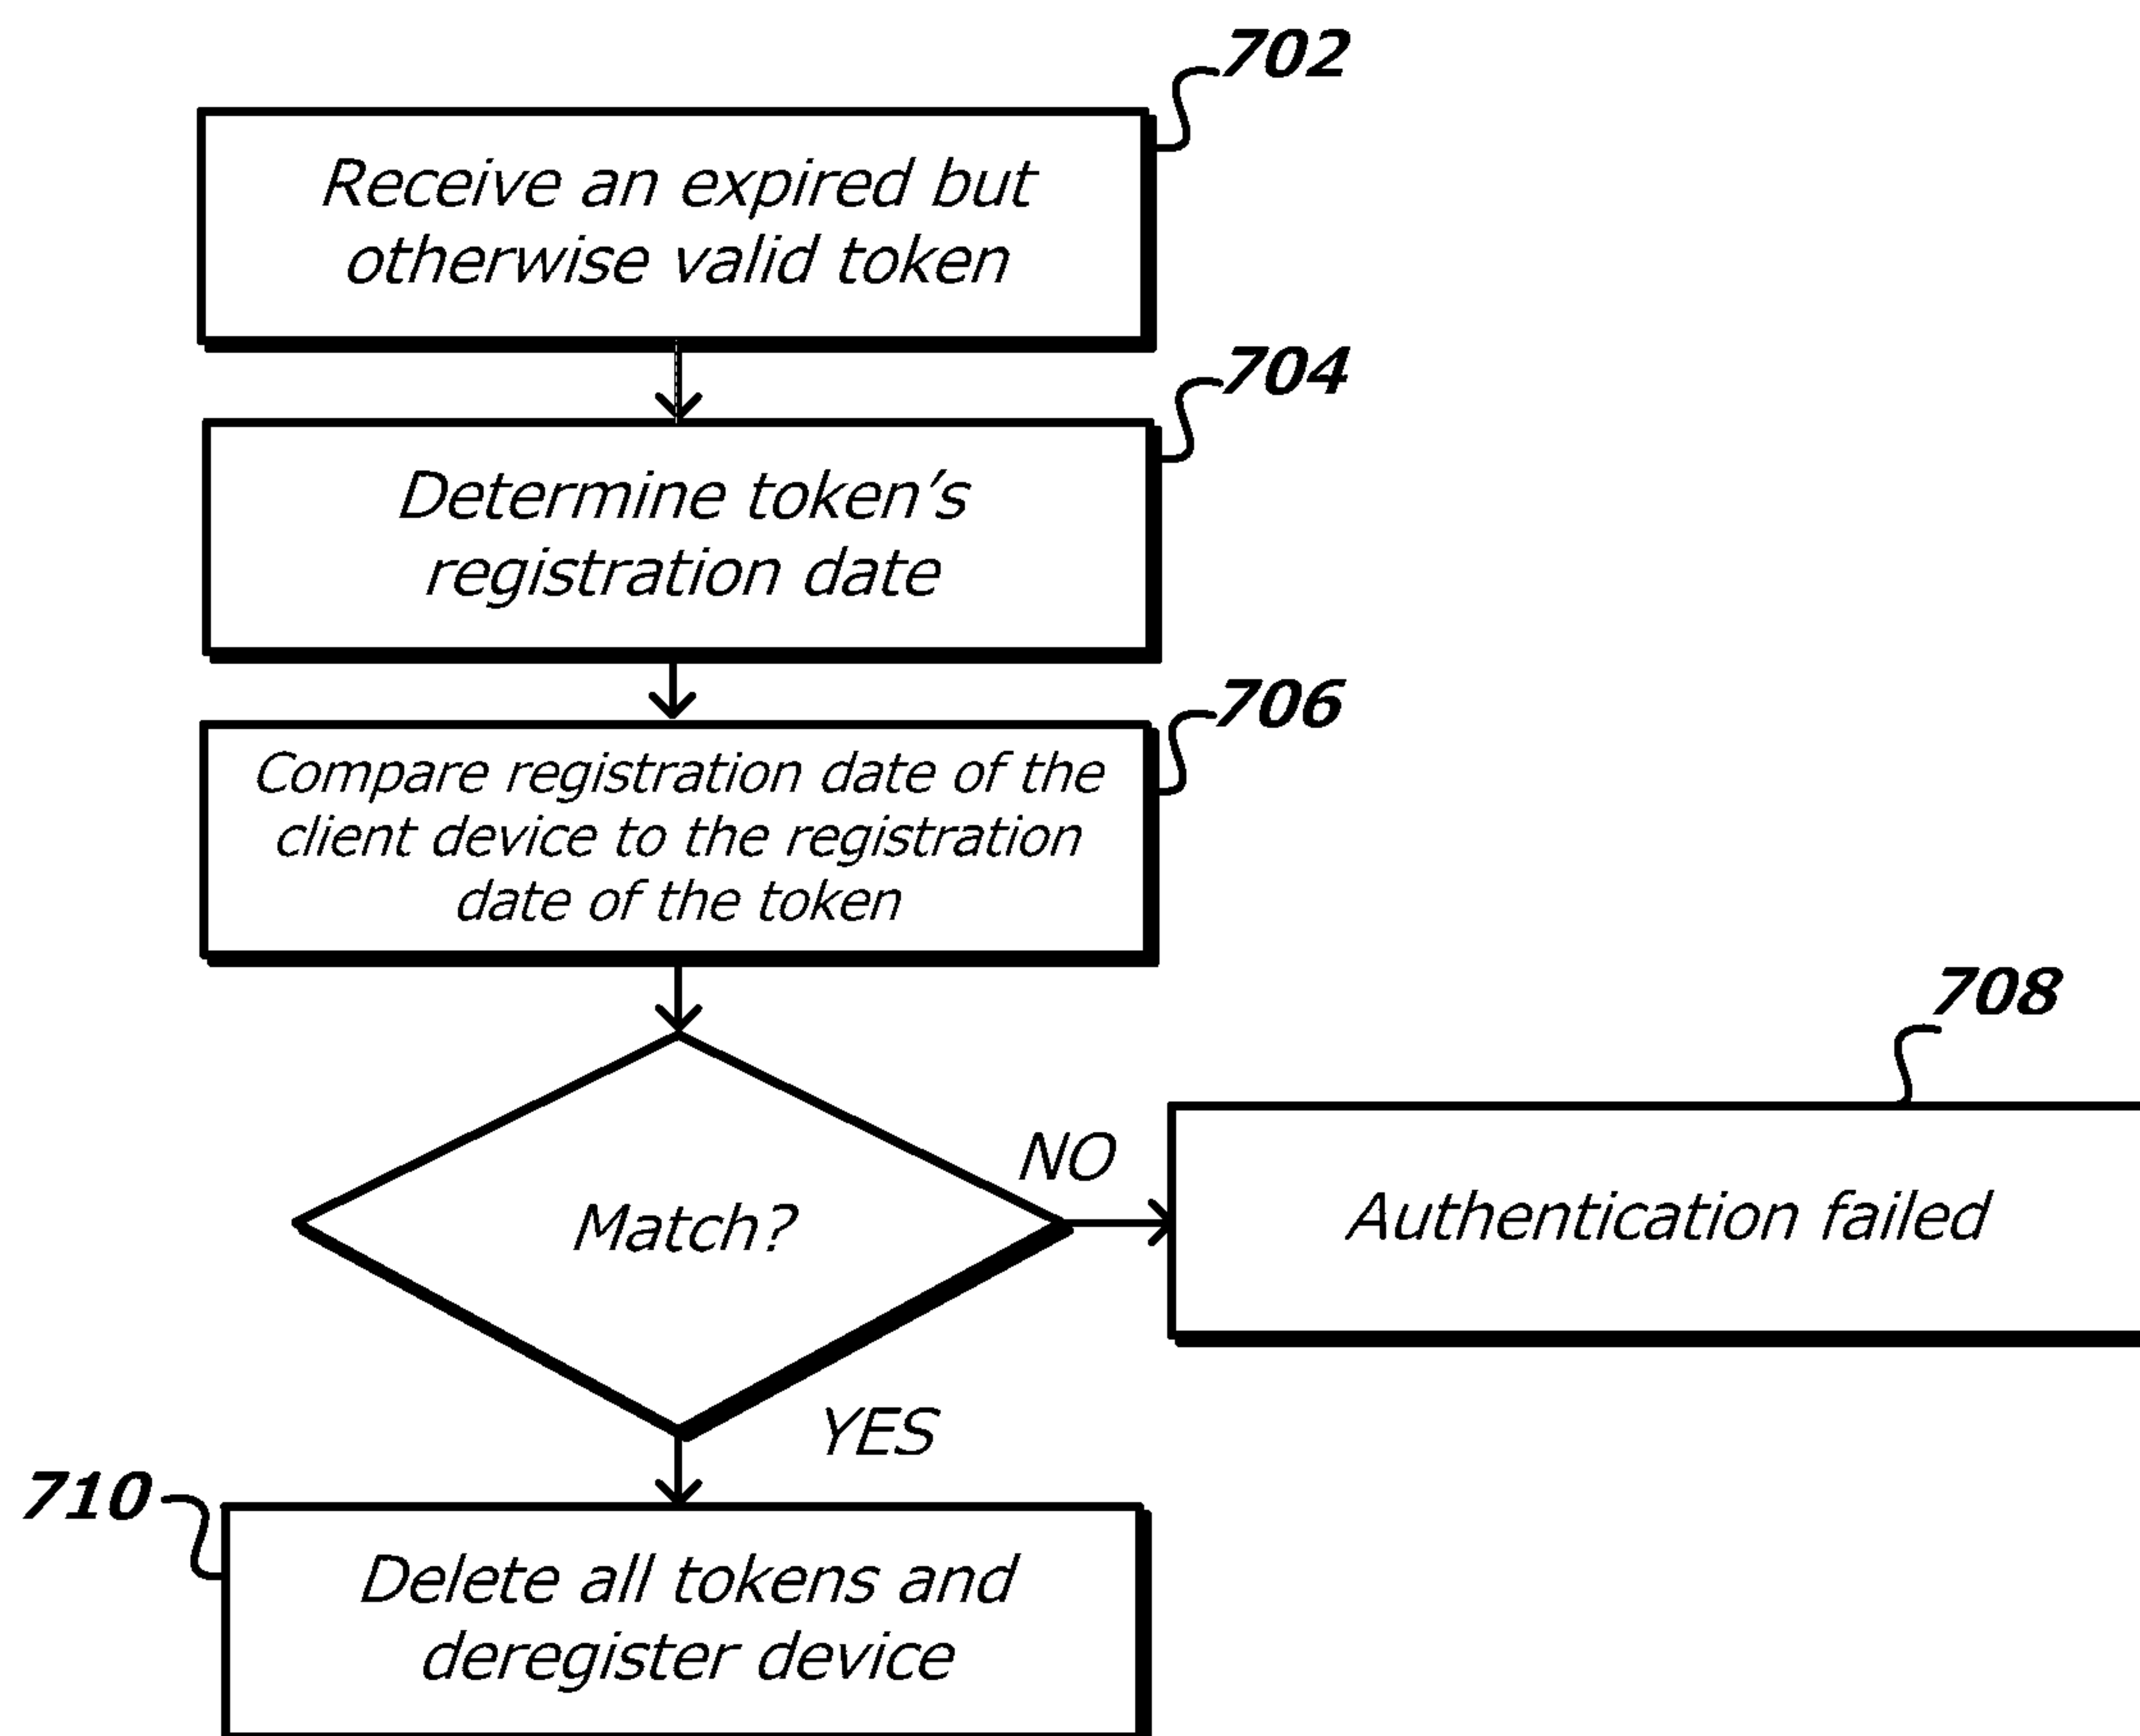 702
Receive an expired but
otherwise valid token
704
Determine token’s
registration date
706
Compare registration date of the
client device to the registration
date of the token
708
NO
Match?
Authentication failed
YES
710
Delete all tokens and
deregister device